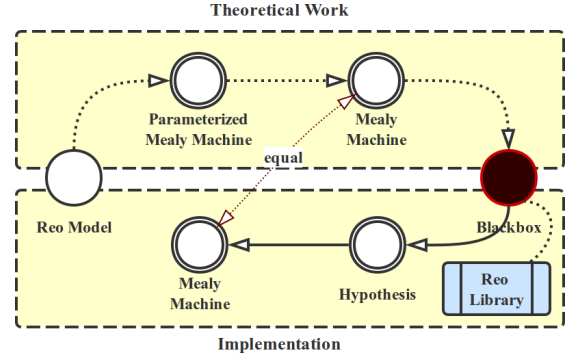 Theoretical Work
Parameterized
Mealy Machine
Mealy
Machine
equal
Reo Model
Blackbox
Mealy
Machine
Hypothesis
Reo
Library
Implementation